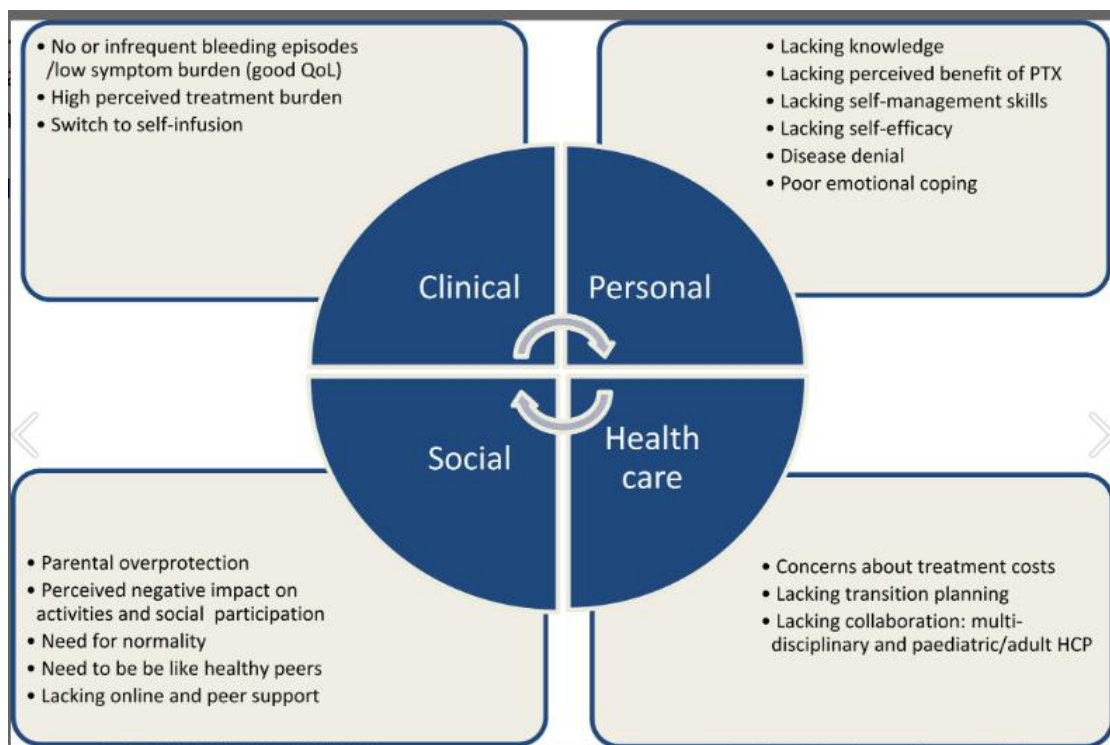 • No or infrequent bleeding episodes
/low symptom burden (good QoL)
• High perceived treatment burden
• Switch to self-infusion
• Lacking knowledge
• Lacking perceived benefit of PTX
• Lacking self-management skills
• Lacking self-efficacy
• Disease denial
• Poor emotional coping
Clinical
Personal
Social
Health
care
• Parental overprotection
• Perceived negative impact on
activities and social participation
• Need for normality
• Need to be be like healthy peers
• Lacking online and peer support
• Concerns about treatment costs
• Lacking transition planning
• Lacking collaboration: multi-
disciplinary and paediatric/adult HCP